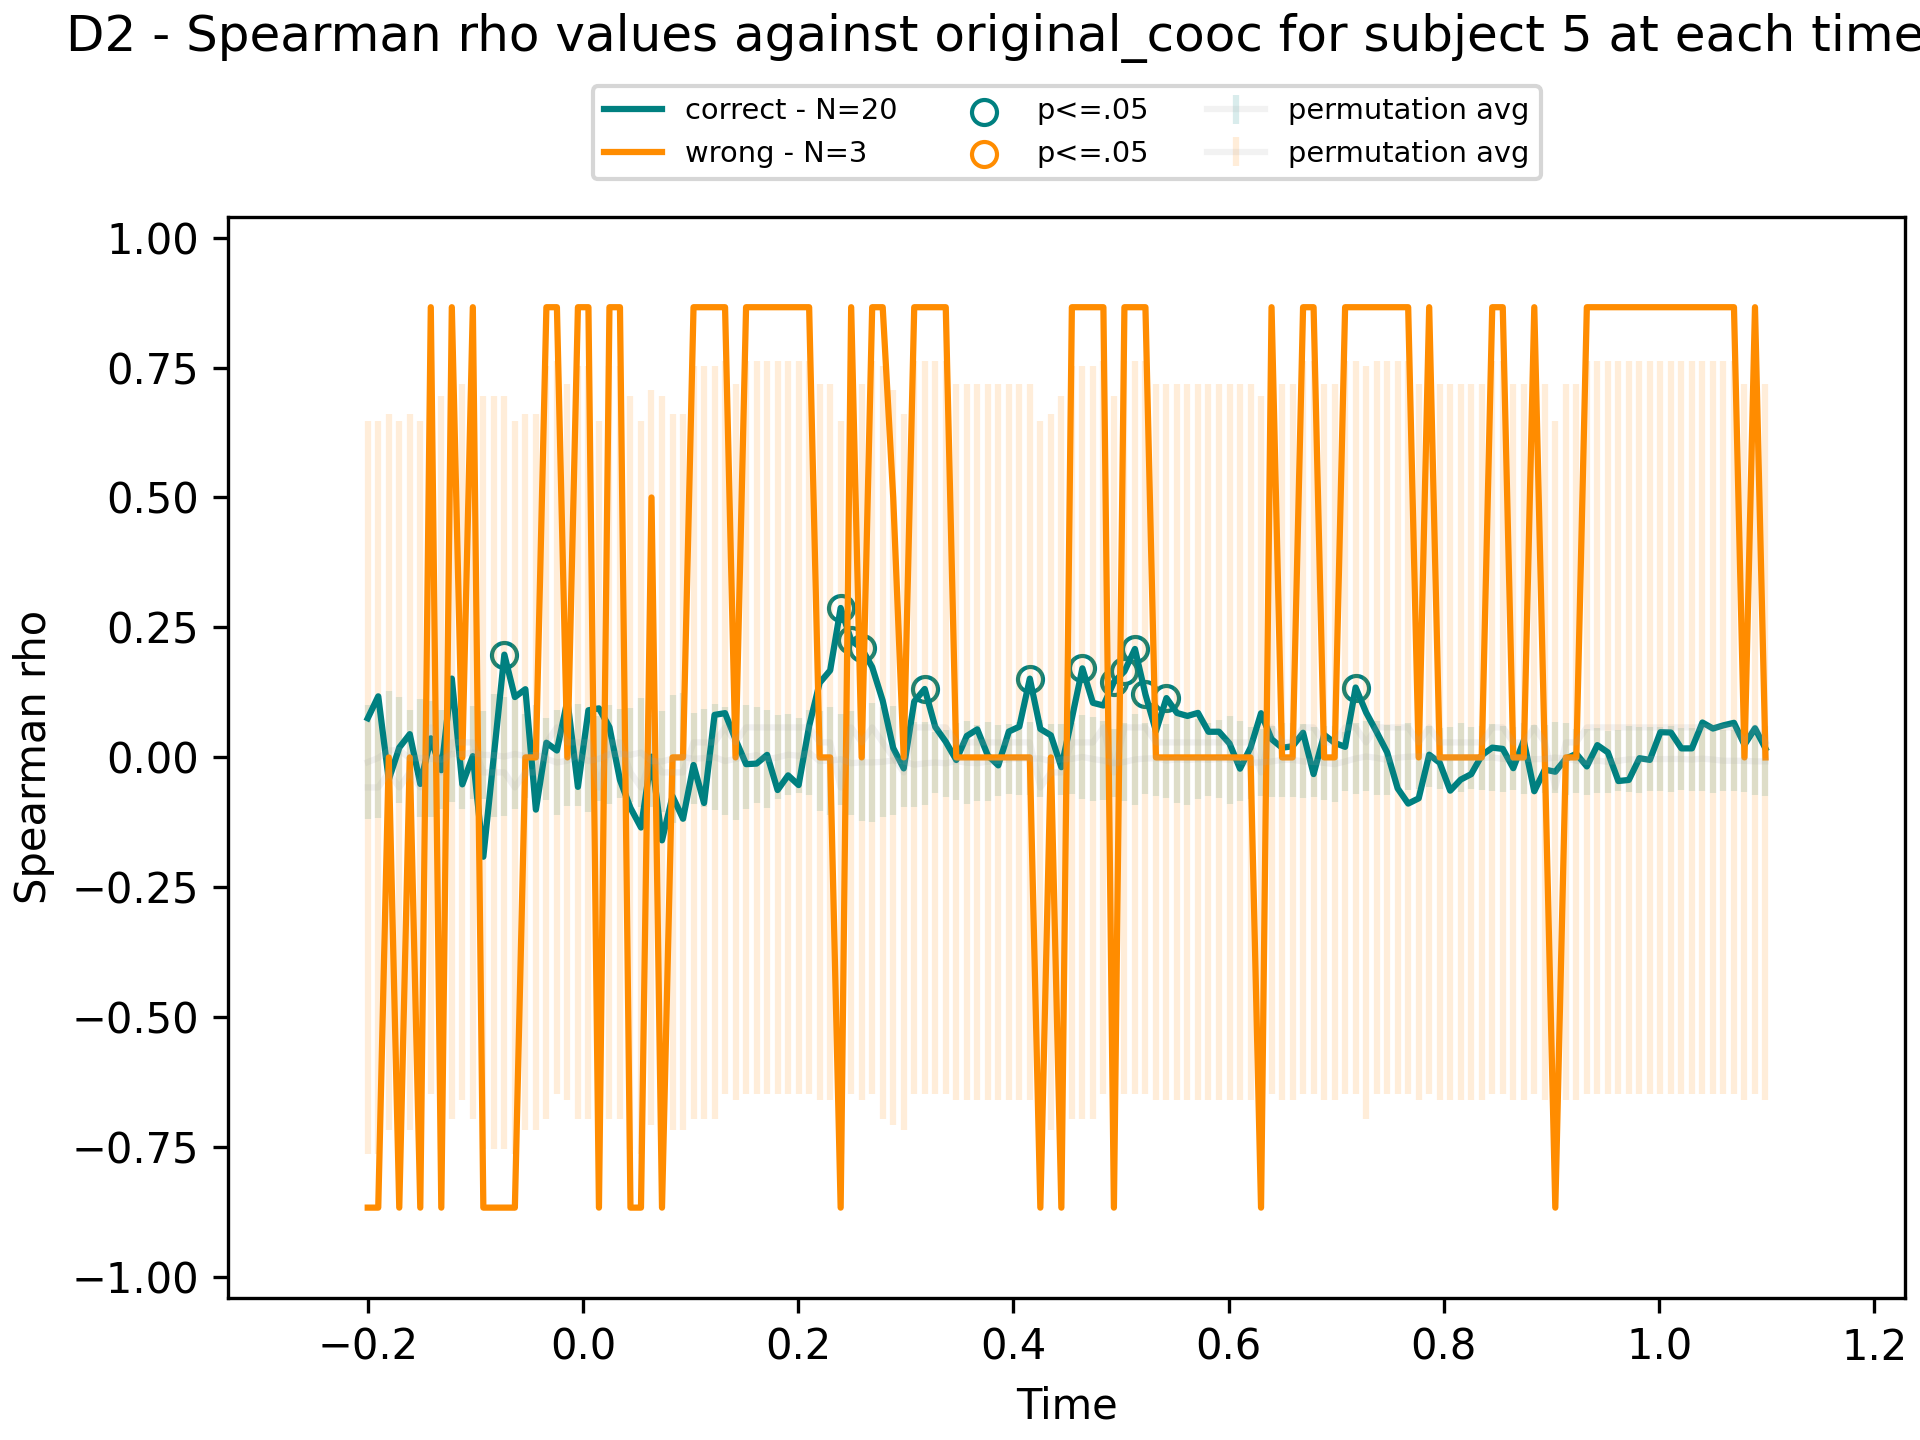 D2 - Spearman rho values against original_cooc for subject 5 at each time
correct - N=20
wrong - N=3
p<=.05
p<=.05
permutation avg
permutation avg
1.00
0.75
0.50
0.25
0.00
−0.25
−0.50
−0.75
−1.00
Spearman rho
−0.2
0.0
0.2
0.4
0.6
0.8
1.0
1.2
Time